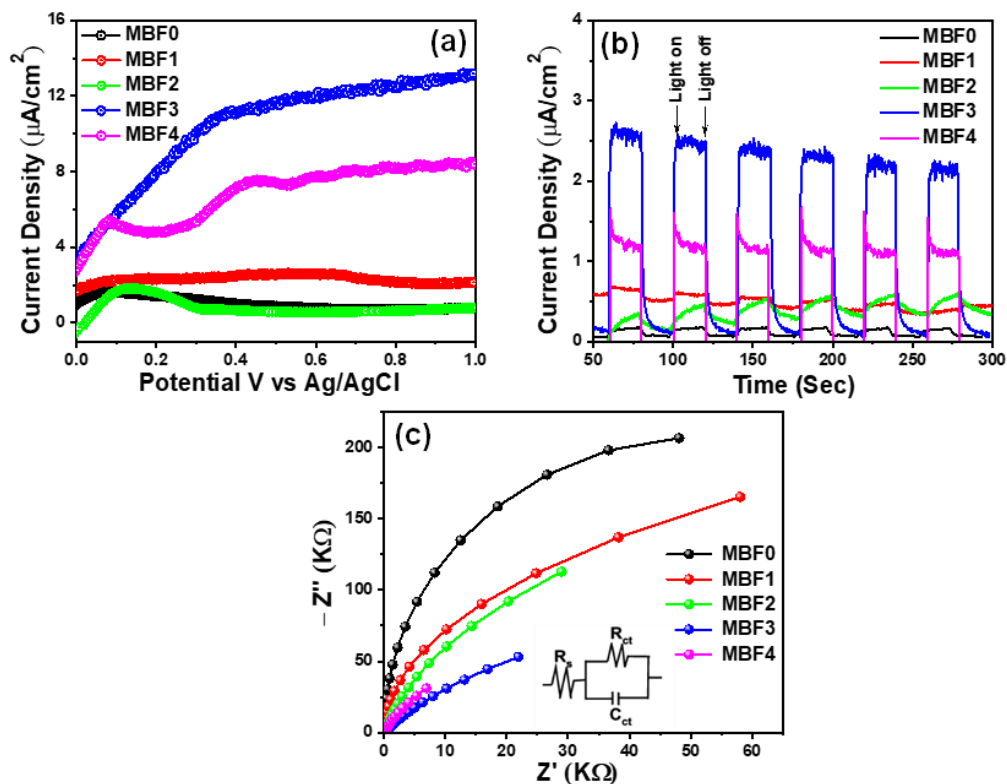 (a)
MBF0
MBF1
MBF2
MBF3
MBF4
16
12
8
4
0
Current Density (μA/cm²)
0.0 0.2 0.4 0.6 0.8 1.0
Potential V vs Ag/AgCl
(b)
Light on
Light off
MBF0
MBF1
MBF2
MBF3
MBF4
4
3
2
1
0
Current Density (μA/cm²)
50 100 150 200 250 300
Time (Sec)
(c)
200
150
100
50
0
− Z'' (KΩ)
MBF0
MBF1
MBF2
MBF3
MBF4
Rs
Rct
Cct
0 10 20 30 40 50 60
Z' (KΩ)